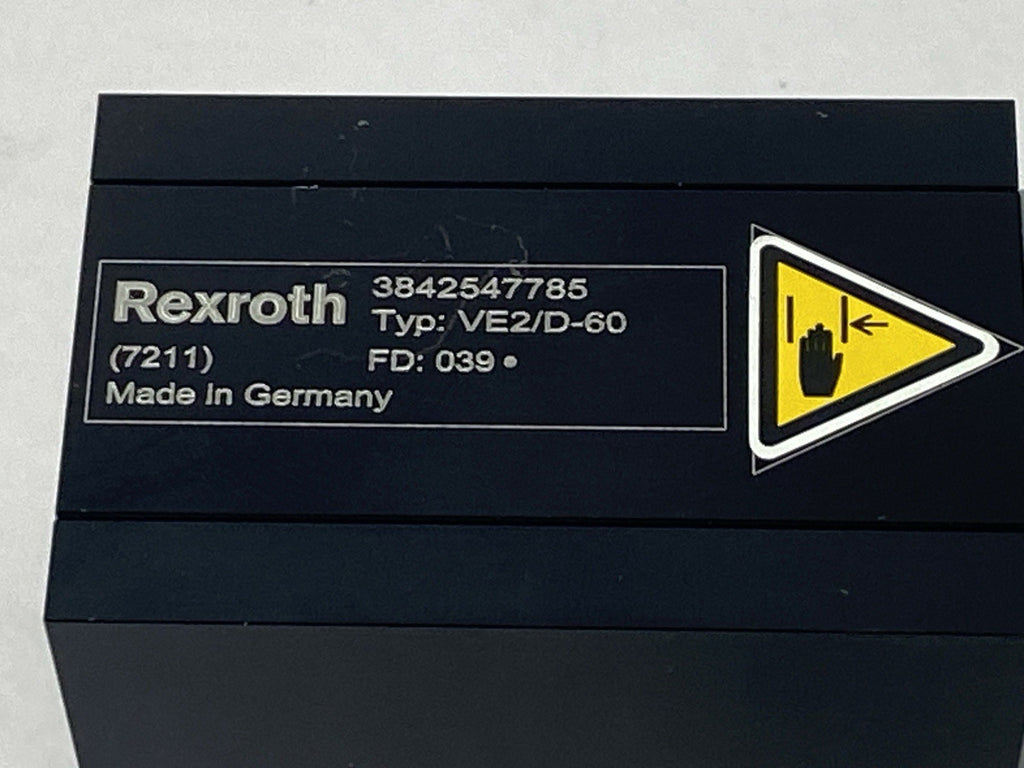 Rexroth 3842547785
Typ: VE2/D-60
(7211) FD: 039 •
Made in Germany